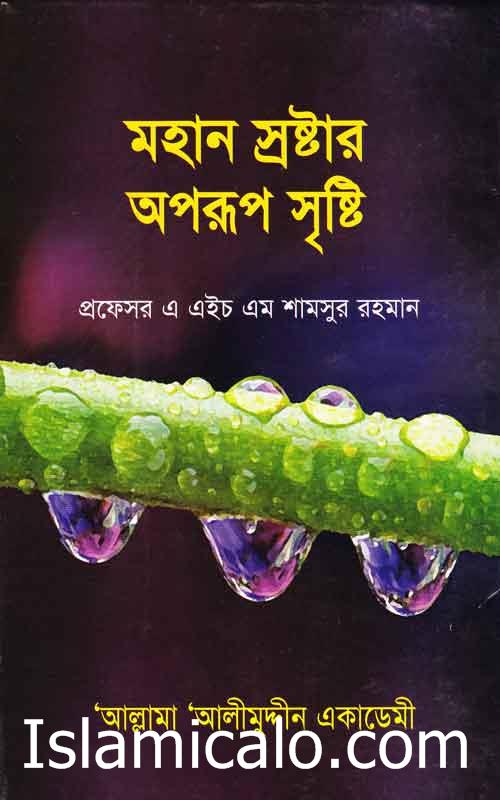 মহান স্রষ্টার
অপরূপ সৃষ্টি
প্রফেসর এ এইচ এম শামসুর রহমান
‘আল্লামা ‘আলীমুদ্দীন একাডেমী
Islamicalo.com